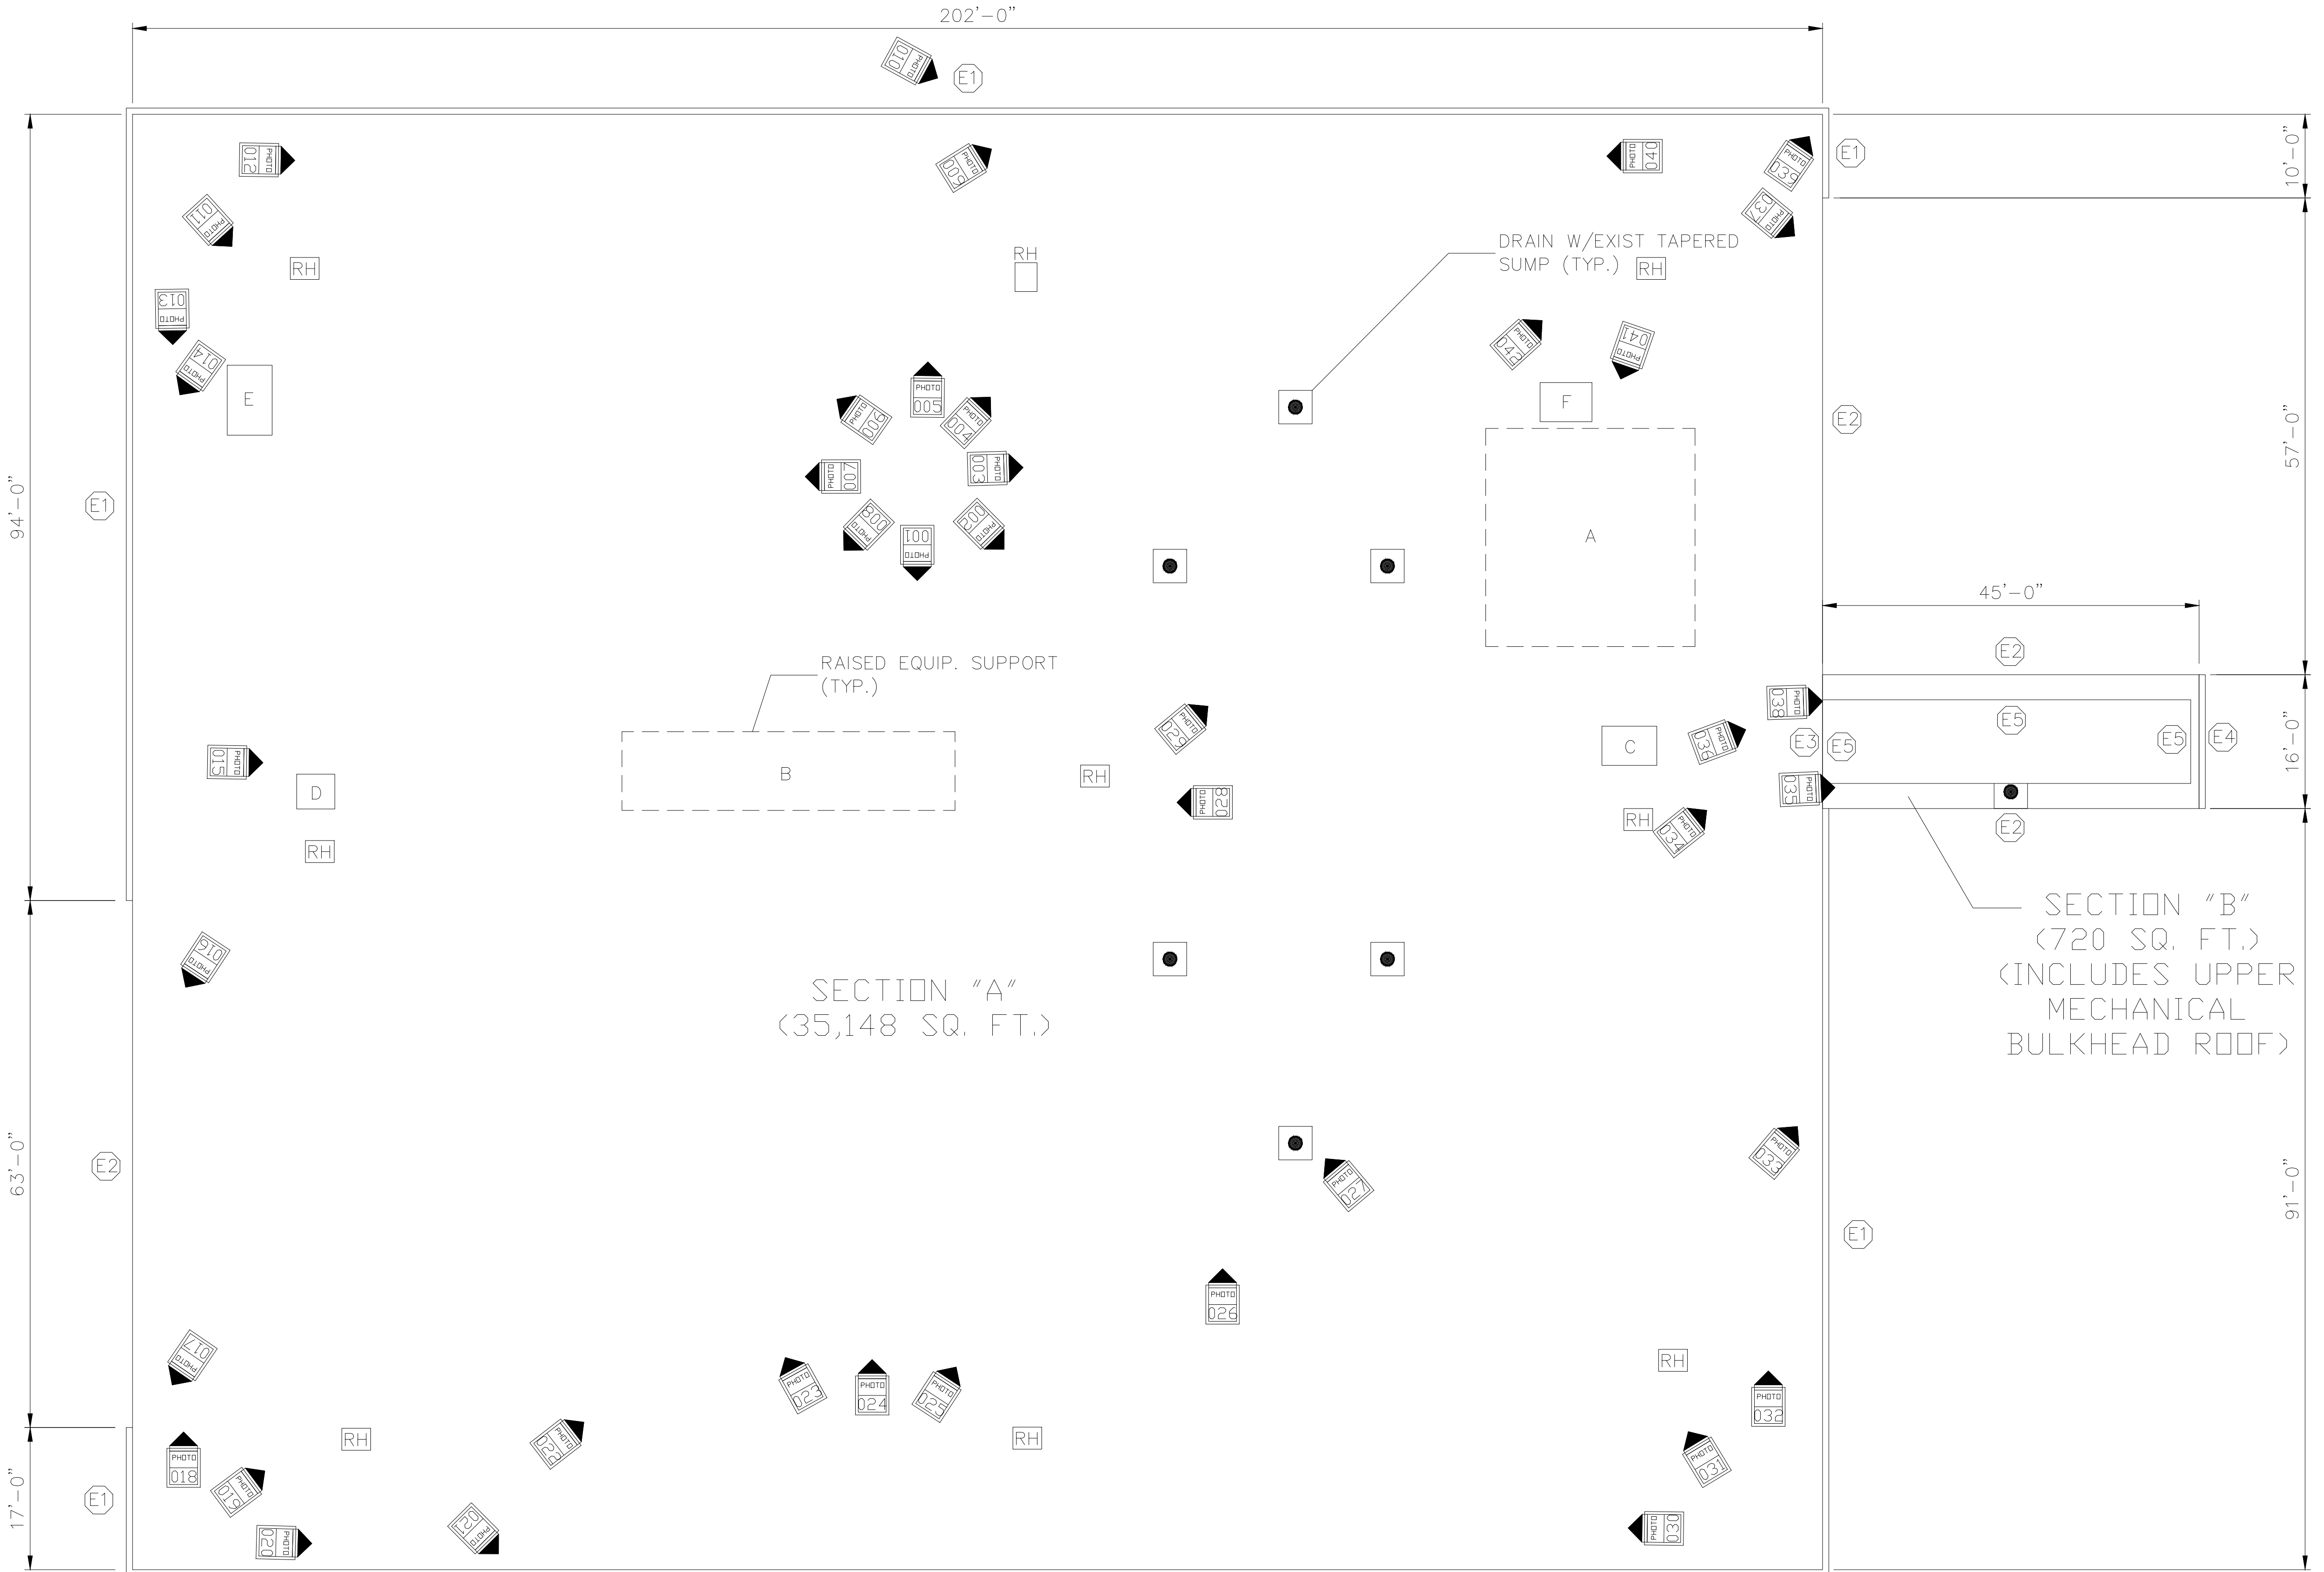 202'-0"
PHOTO
010
E1
PHOTO
012
PHOTO
009
PHOTO
040
PHOTO
039
E1
10'-0"
PHOTO
011
PHOTO
037
RH
RH
DRAIN W/EXIST TAPERED
SUMP (TYP.)
RH
PHOTO
013
PHOTO
014
E
PHOTO
042
PHOTO
041
F
E2
57'-0"
PHOTO
005
PHOTO
006
PHOTO
004
PHOTO
007
PHOTO
003
PHOTO
008
PHOTO
002
PHOTO
001
94'-0"
E1
A
45'-0"
RAISED EQUIP. SUPPORT
(TYP.)
B
E2
PHOTO
029
PHOTO
038
PHOTO
036
C
E3
E5
E5
E5
E4
16'-0"
PHOTO
015
D
RH
RH
PHOTO
028
PHOTO
035
RH
PHOTO
034
E2
PHOTO
016
SECTION "A"
(35,148 SQ. FT.)
SECTION "B"
(720 SQ. FT.)
(INCLUDES UPPER
MECHANICAL
BULKHEAD ROOF)
63'-0"
E2
PHOTO
027
PHOTO
033
91'-0"
E1
PHOTO
026
PHOTO
017
PHOTO
023
PHOTO
024
PHOTO
025
RH
PHOTO
032
RH
PHOTO
022
RH
PHOTO
018
PHOTO
019
PHOTO
031
17'-0"
E1
PHOTO
020
PHOTO
021
PHOTO
030